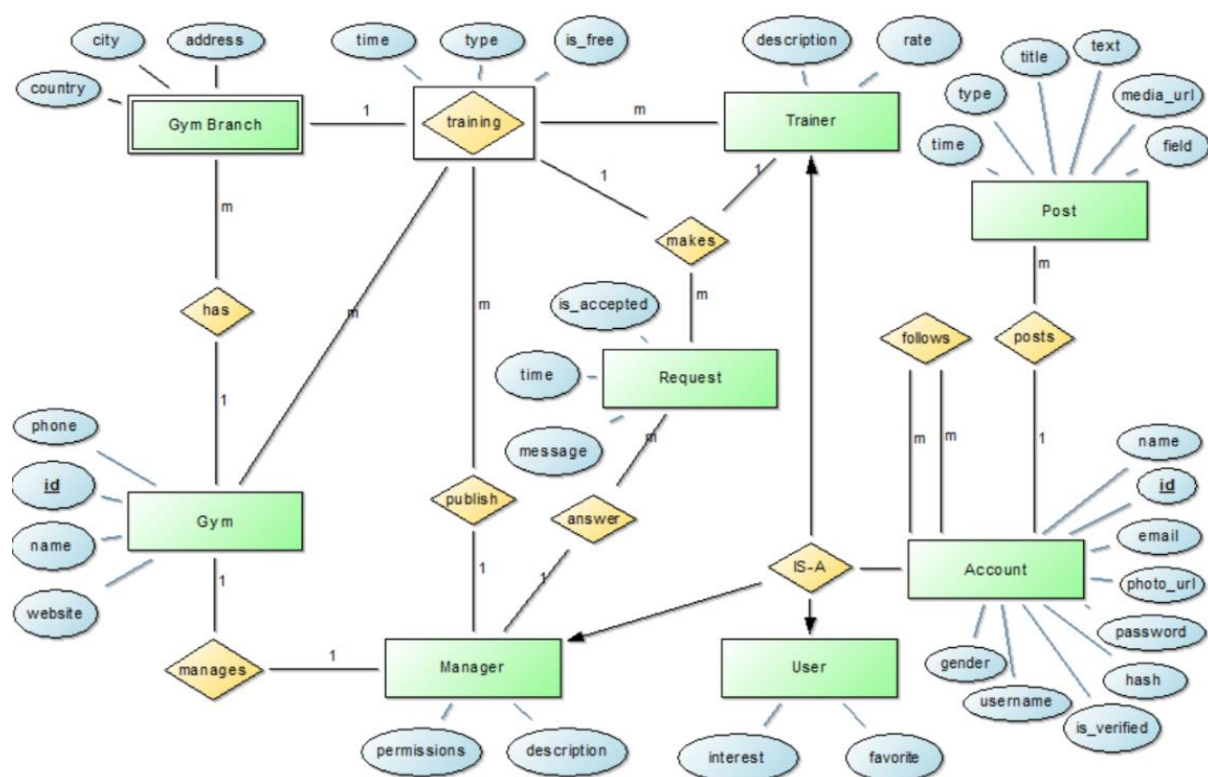 city
address
time
type
is_free
description
rate
text
title
country
type
media_url
Gym Branch
1
training
m
Trainer
time
field
1
1
Post
m
makes
m
m
m
is_accepted
has
m
follows
posts
time
Request
1
message
m
m
m
1
name
phone
id
publish
answer
id
Gym
email
name
1
1
IS-A
Account
photo_url
1
website
password
manages
1
Manager
User
gender
hash
username
is_verified
permissions
description
interest
favorite